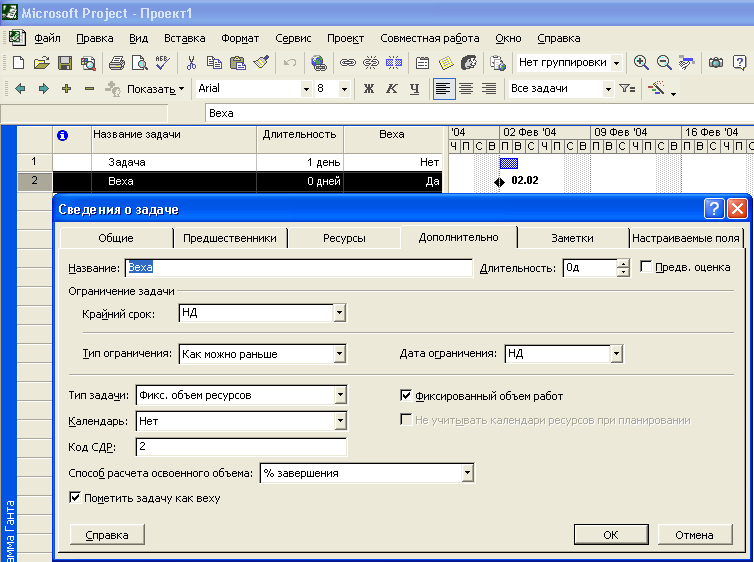 Microsoft Project - Проект1
Файл Правка Вид Вставка Формат Сервис Проект Совместная работа Окно Справка
Нет группировки
Показать Arial 8 Ж К Ч Все задачи
Веха
Название задачи Длительность Веха '04 02 Фев '04 09 Фев '04 16 Фев '04
Ч П С В П В С Ч П С В П В С Ч П С В П В С Ч П
1 Задача 1 день Нет
2 Веха 0 дней Да 02.02
Сведения о задаче
Общие Предшественники Ресурсы Дополнительно Заметки Настраиваемые поля
Название: Веха Длительность: 0д Предв. оценка
Ограничение задачи
Крайний срок: НД
Тип ограничения: Как можно раньше Дата ограничения: НД
Тип задачи: Фикс. объем ресурсов Фиксированный объем работ
Календарь: Нет Не учитывать календари ресурсов при планировании
Код СДР: 2
Способ расчета освоенного объема: % завершения
Пометить задачу как веху
Справка ОК Отмена
амма Ганта